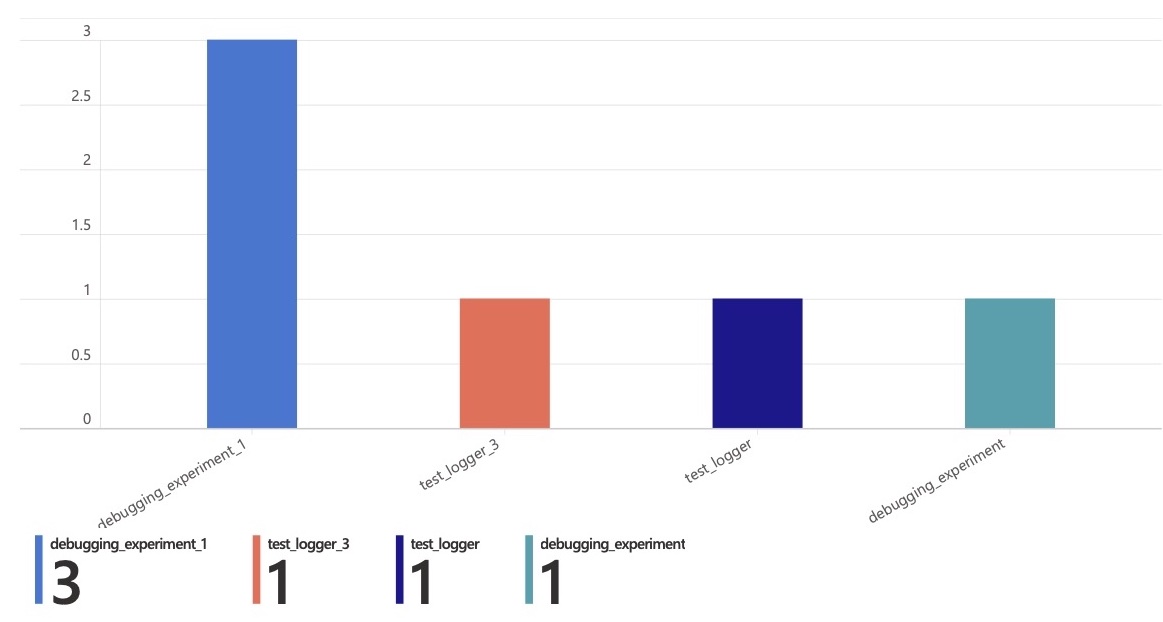 3
2.5
2
1.5
1
0.5
0
debugging_experiment_1
test_logger_3
test_logger
debugging_experiment
debugging_experiment_1
3
test_logger_3
1
test_logger
1
debugging_experiment
1